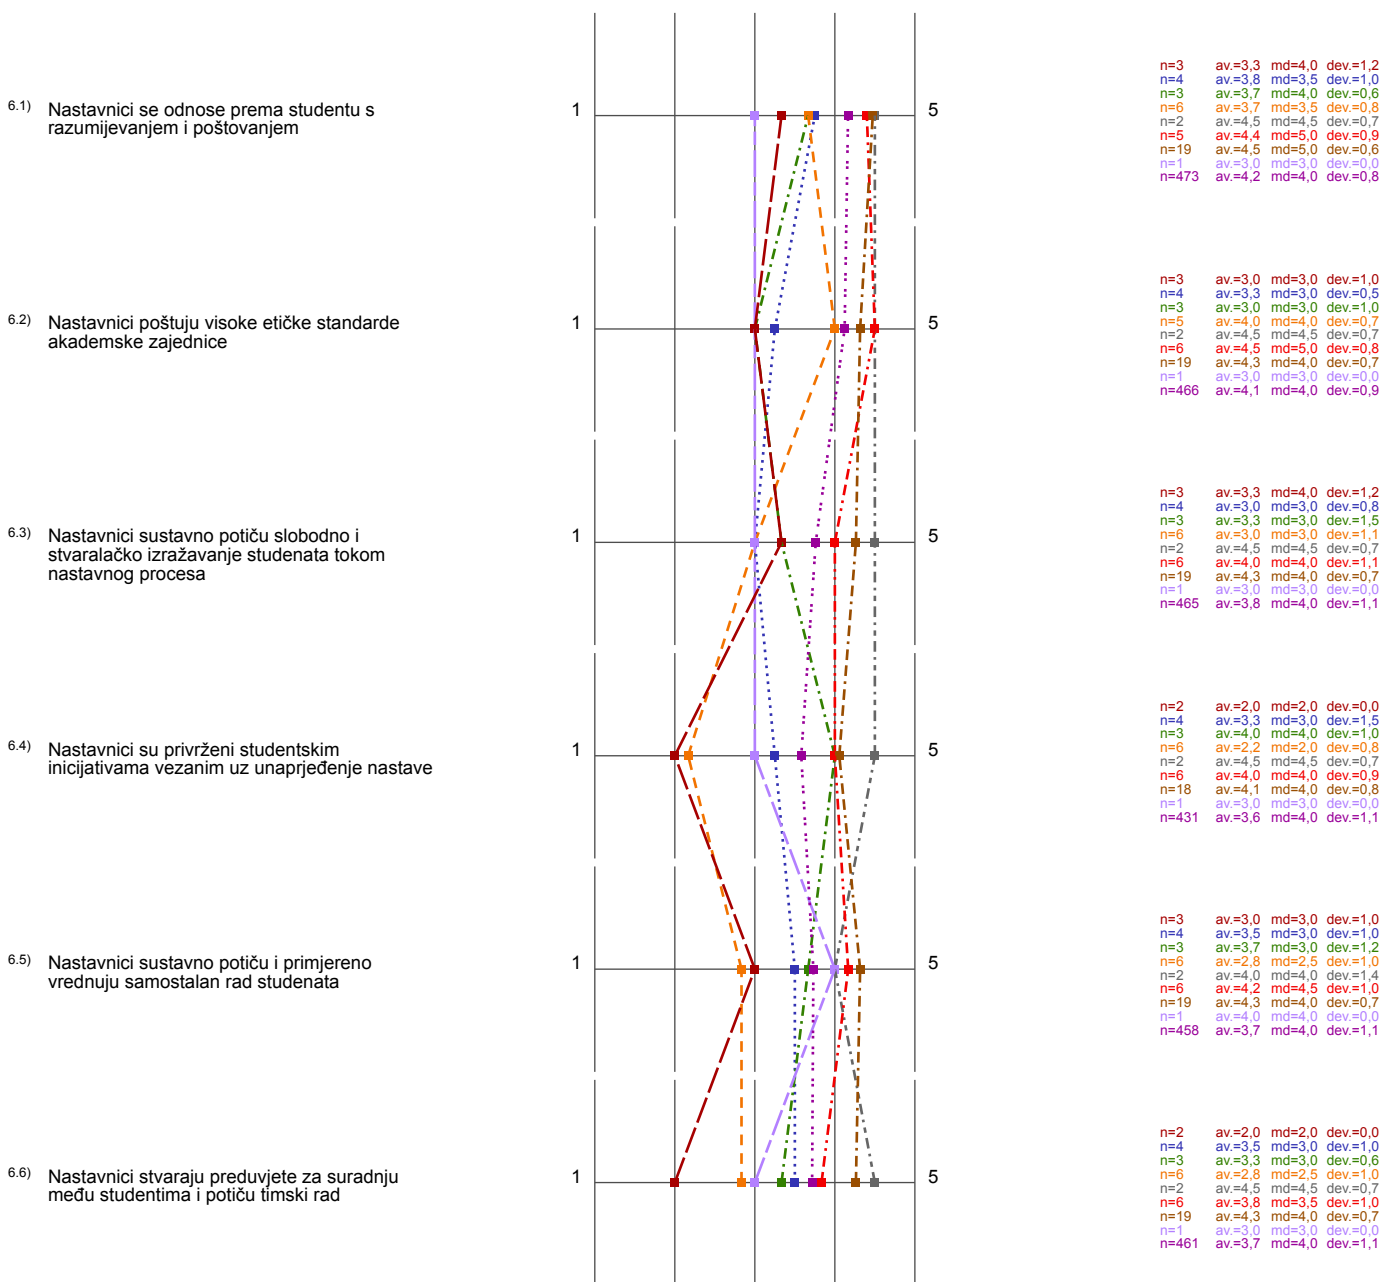 6.1) Nastavnici se odnose prema studentu s
razumijevanjem i poštovanjem
1 5
n=3 av.=3,3 md=4,0 dev.=1,2
n=4 av.=3,8 md=3,5 dev.=1,0
n=3 av.=3,7 md=4,0 dev.=0,6
n=6 av.=3,7 md=3,5 dev.=0,8
n=2 av.=4,5 md=4,5 dev.=0,7
n=5 av.=4,4 md=5,0 dev.=0,9
n=19 av.=4,5 md=5,0 dev.=0,6
n=1 av.=3,0 md=3,0 dev.=0,0
n=473 av.=4,2 md=4,0 dev.=0,8
6.2) Nastavnici poštuju visoke etičke standarde
akademske zajednice
1 5
n=3 av.=3,0 md=3,0 dev.=1,0
n=4 av.=3,3 md=3,0 dev.=0,5
n=3 av.=3,0 md=3,0 dev.=1,0
n=5 av.=4,0 md=4,0 dev.=0,7
n=2 av.=4,5 md=4,5 dev.=0,7
n=6 av.=4,5 md=5,0 dev.=0,8
n=19 av.=4,3 md=4,0 dev.=0,7
n=1 av.=3,0 md=3,0 dev.=0,0
n=466 av.=4,1 md=4,0 dev.=0,9
6.3) Nastavnici sustavno potiču slobodno i
stvaralačko izražavanje studenata tokom
nastavnog procesa
1 5
n=3 av.=3,3 md=4,0 dev.=1,2
n=4 av.=3,0 md=3,0 dev.=0,8
n=3 av.=3,3 md=3,0 dev.=1,5
n=6 av.=3,0 md=3,0 dev.=1,1
n=2 av.=4,5 md=4,5 dev.=0,7
n=6 av.=4,0 md=4,0 dev.=1,1
n=19 av.=4,3 md=4,0 dev.=0,7
n=1 av.=3,0 md=3,0 dev.=0,0
n=465 av.=3,8 md=4,0 dev.=1,1
6.4) Nastavnici su privrženi studentskim
inicijativama vezanim uz unaprjeđenje nastave
1 5
n=2 av.=2,0 md=2,0 dev.=0,0
n=4 av.=3,3 md=3,0 dev.=1,5
n=3 av.=4,0 md=4,0 dev.=1,0
n=6 av.=2,2 md=2,0 dev.=0,8
n=2 av.=4,5 md=4,5 dev.=0,7
n=6 av.=4,0 md=4,0 dev.=0,9
n=18 av.=4,1 md=4,0 dev.=0,8
n=1 av.=3,0 md=3,0 dev.=0,0
n=431 av.=3,6 md=4,0 dev.=1,1
6.5) Nastavnici sustavno potiču i primjereno
vrednuju samostalan rad studenata
1 5
n=3 av.=3,0 md=3,0 dev.=1,0
n=4 av.=3,5 md=3,0 dev.=1,0
n=3 av.=3,7 md=3,0 dev.=1,2
n=6 av.=2,8 md=2,5 dev.=1,0
n=2 av.=4,0 md=4,0 dev.=1,4
n=6 av.=4,2 md=4,5 dev.=1,0
n=19 av.=4,3 md=4,0 dev.=0,7
n=1 av.=4,0 md=4,0 dev.=0,0
n=458 av.=3,7 md=4,0 dev.=1,1
6.6) Nastavnici stvaraju preduvjete za suradnju
među studentima i potiču timski rad
1 5
n=2 av.=2,0 md=2,0 dev.=0,0
n=4 av.=3,5 md=3,0 dev.=1,0
n=3 av.=3,3 md=3,0 dev.=0,6
n=6 av.=2,8 md=2,5 dev.=1,0
n=2 av.=4,5 md=4,5 dev.=0,7
n=6 av.=3,8 md=3,5 dev.=1,0
n=19 av.=4,3 md=4,0 dev.=0,7
n=1 av.=3,0 md=3,0 dev.=0,0
n=461 av.=3,7 md=4,0 dev.=1,1